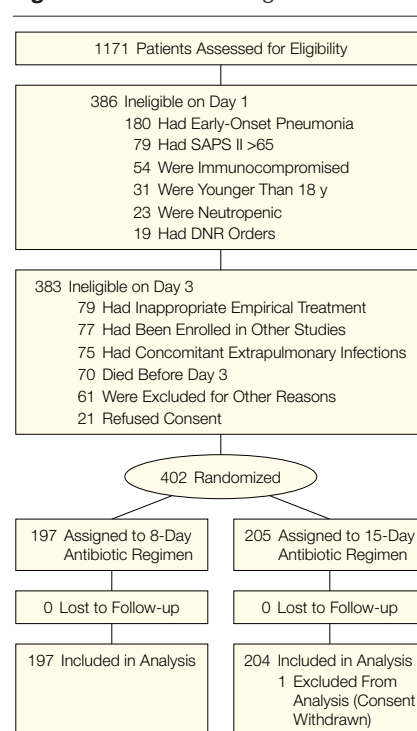 1171 Patients Assessed for Eligibility
386 Ineligible on Day 1
180 Had Early-Onset Pneumonia
79 Had SAPS II >65
54 Were Immunocompromised
31 Were Younger Than 18 y
23 Were Neutropenic
19 Had DNR Orders
383 Ineligible on Day 3
79 Had Inappropriate Empirical Treatment
77 Had Been Enrolled in Other Studies
75 Had Concomitant Extrapulmonary Infections
70 Died Before Day 3
61 Were Excluded for Other Reasons
21 Refused Consent
402 Randomized
197 Assigned to 8-Day
Antibiotic Regimen
205 Assigned to 15-Day
Antibiotic Regimen
0 Lost to Follow-up
0 Lost to Follow-up
197 Included in Analysis
204 Included in Analysis
1 Excluded From
Analysis (Consent
Withdrawn)